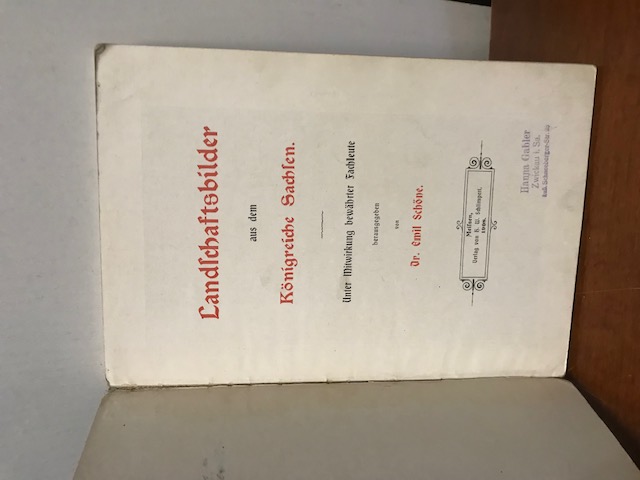 Landschaftsbilder
aus dem
Königreiche Sachsen.
Unter Mitwirkung bewährter Fachleute
herausgegeben
von
Dr. Emil Schöne.
Meißen,
Verlag von H. W. Schlimpert.
Hanns Gabler
Zwickau i. Sa.